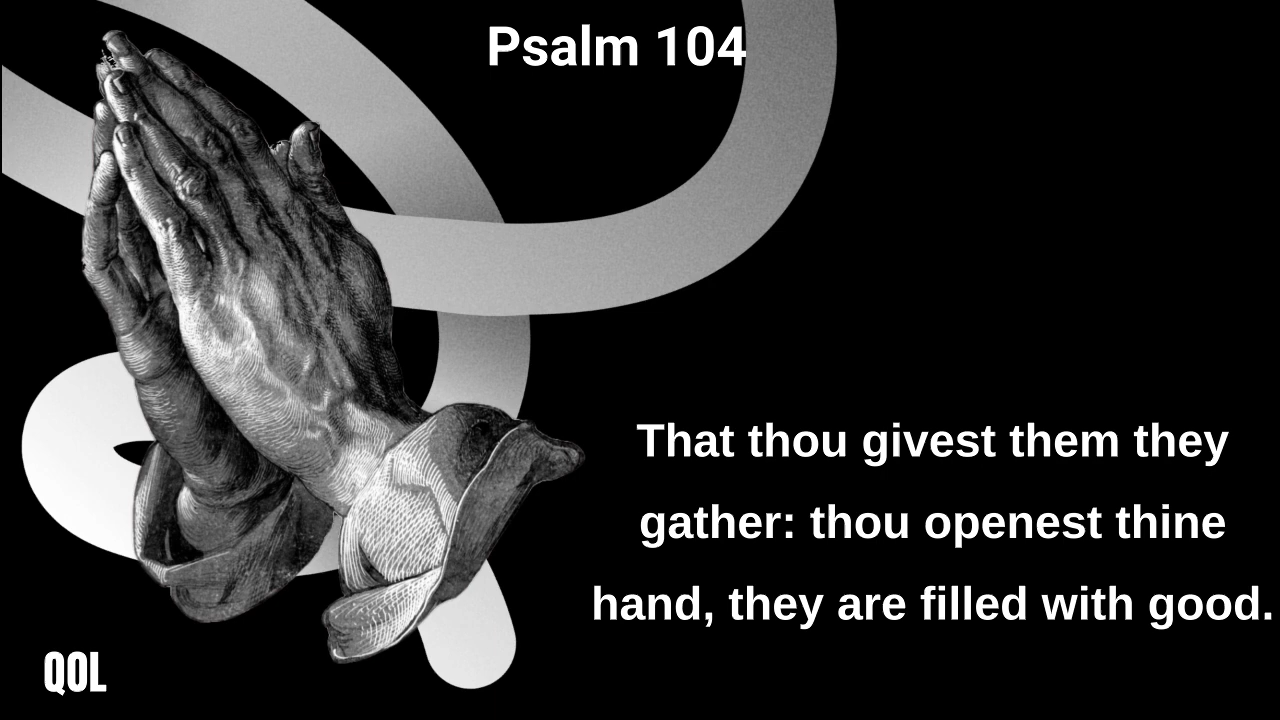 Psalm 104
That thou givest them they
gather: thou openest thine
hand, they are filled with good.
QOL